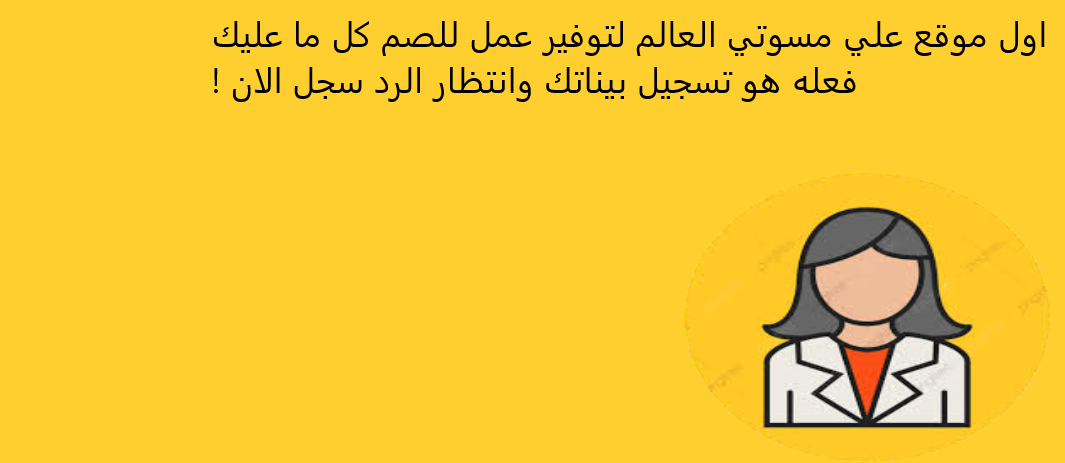 اول موقع علي مسوتي العالم لتوفير عمل للصم كل ما عليك
فعله هو تسجيل بيناتك وانتظار الرد سجل الان !